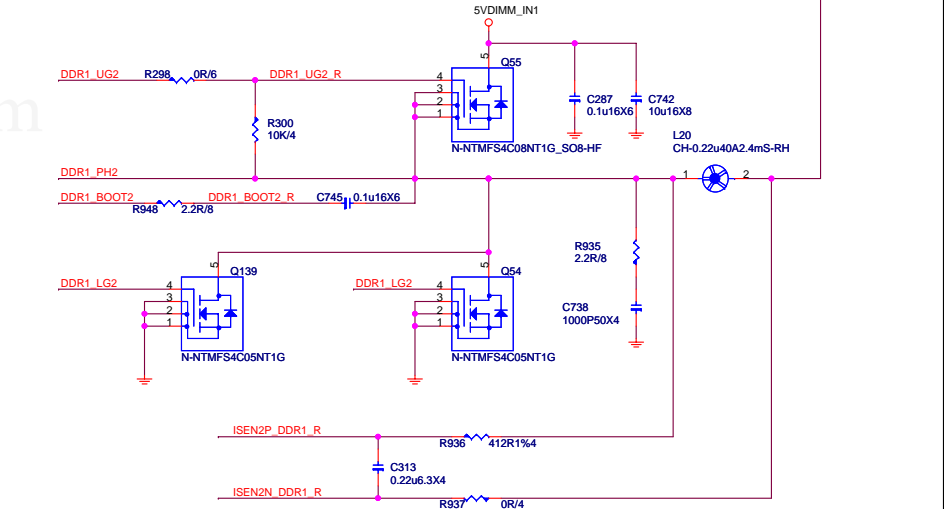 5VDIMM_IN1
5
Q55
DDR1_UG2
R298
0R/6
DDR1_UG2_R
4
3
2
1
C287
0.1u16X6
C742
10u16X8
R300
10K/4
L20
CH-0.22u40A2.4mS-RH
N-NTMFS4C08NT1G_SO8-HF
DDR1_PH2
1
2
DDR1_BOOT2
R948
2.2R/8
DDR1_BOOT2_R
C745
0.1u16X6
R935
2.2R/8
5
Q139
5
Q54
DDR1_LG2
4
3
2
1
DDR1_LG2
4
3
2
1
C738
1000P50X4
N-NTMFS4C05NT1G
N-NTMFS4C05NT1G
ISEN2P_DDR1_R
R936
412R1%4
C313
0.22u6.3X4
ISEN2N_DDR1_R
R937
0R/4
m